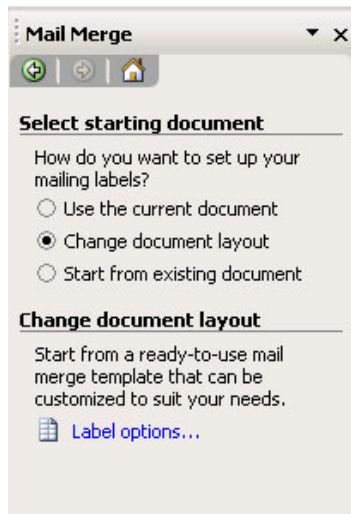 Mail Merge
Select starting document
How do you want to set up your
mailing labels?
Use the current document
Change document layout
Start from existing document
Change document layout
Start from a ready-to-use mail
merge template that can be
customized to suit your needs.
Label options...